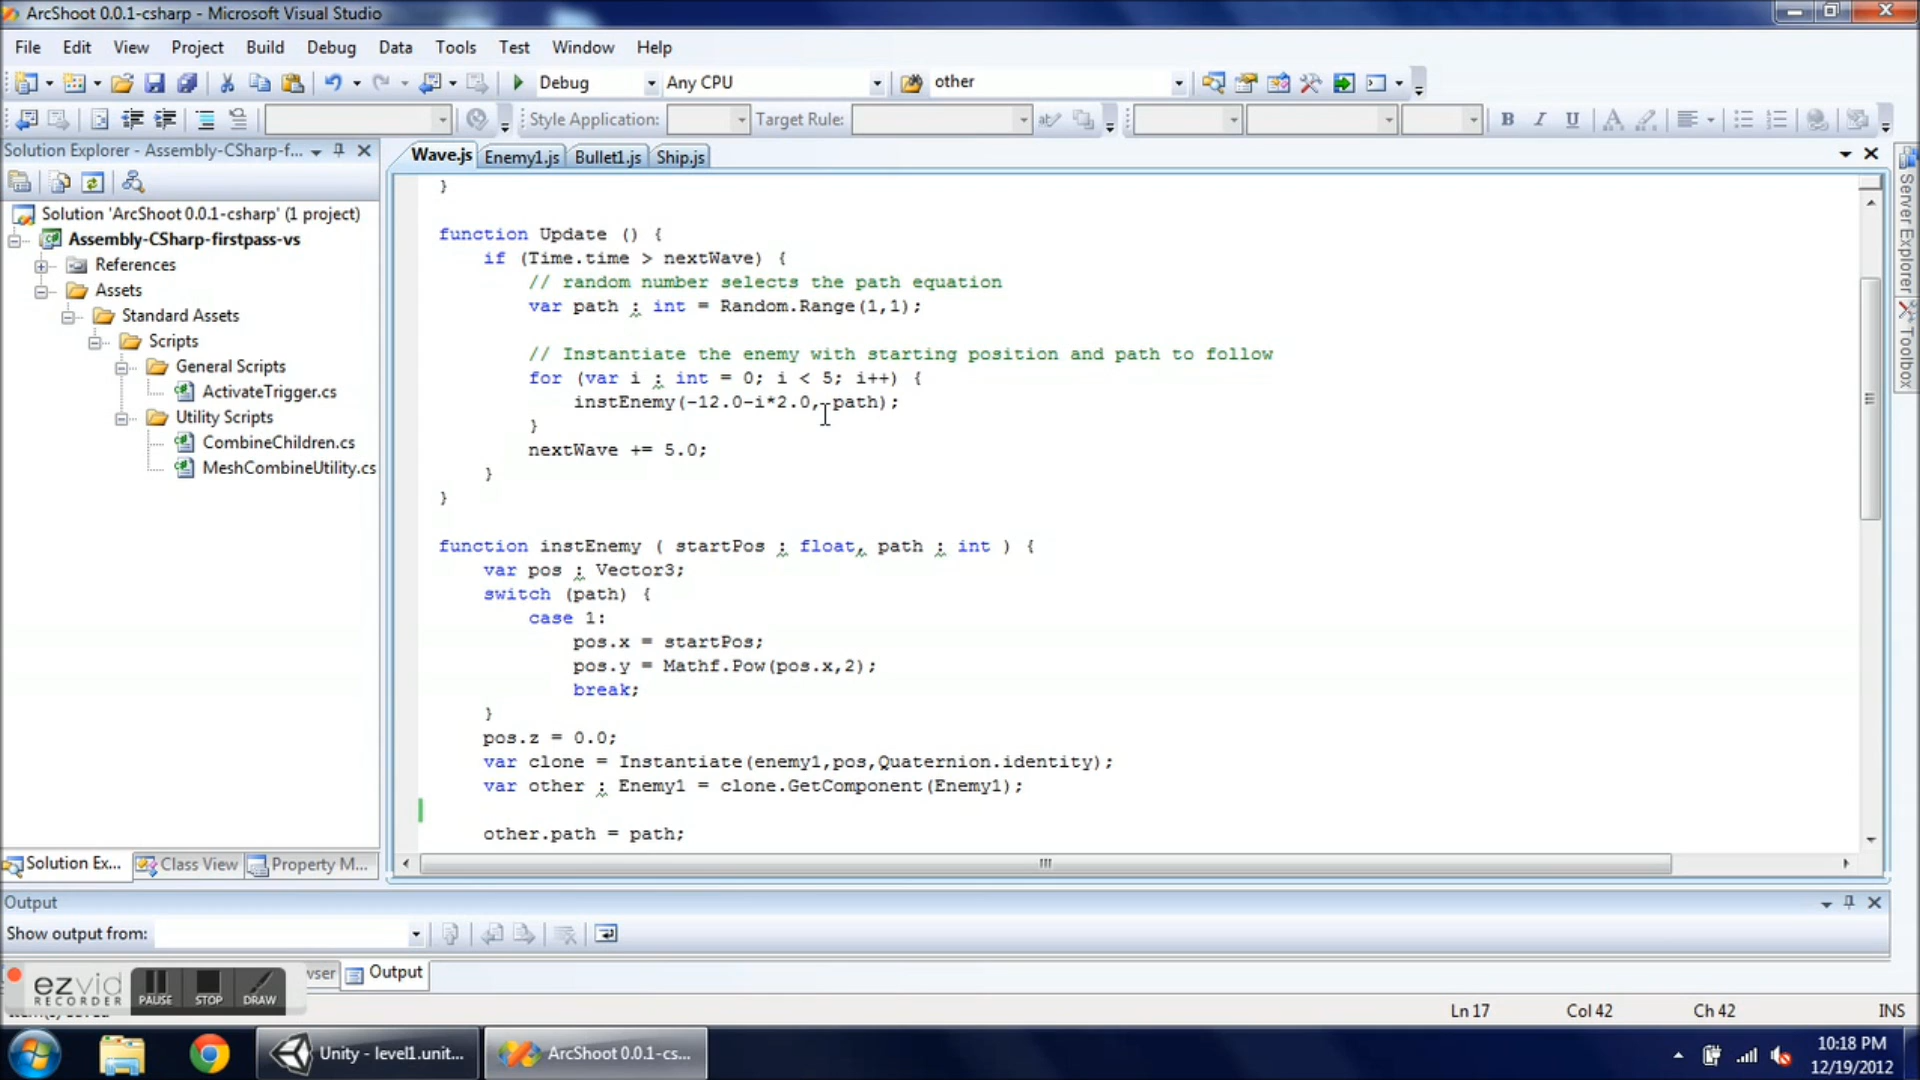 ArcShoot 0.0.1-csharp - Microsoft Visual Studio
File Edit View Project Build Debug Data Tools Test Window Help
Debug Any CPU other
Style Application: Target Rule:
Solution Explorer - Assembly-CSharp-f...
Wave.js Enemy1.js Bullet1.js Ship.js
Solution 'ArcShoot 0.0.1-csharp' (1 project)
Assembly-CSharp-firstpass-vs
References
Assets
Standard Assets
Scripts
General Scripts
ActivateTrigger.cs
Utility Scripts
CombineChildren.cs
MeshCombineUtility.cs
Solution Ex... Class View Property M...
}
function Update () {
if (Time.time > nextWave) {
// random number selects the path equation
var path : int = Random.Range(1,1);
// Instantiate the enemy with starting position and path to follow
for (var i : int = 0; i < 5; i++) {
instEnemy(-12.0-i*2.0, path);
}
nextWave += 5.0;
}
}
function instEnemy ( startPos : float, path : int ) {
var pos : Vector3;
switch (path) {
case 1:
pos.x = startPos;
pos.y = Mathf.Pow(pos.x,2);
break;
}
pos.z = 0.0;
var clone = Instantiate(enemy1,pos,Quaternion.identity);
var other : Enemy1 = clone.GetComponent(Enemy1);
other.path = path;
Server Explorer
Toolbox
Output
Show output from:
Output
ezvid
RECORDER
PAUSE STOP DRAW
Ln 17 Col 42 Ch 42 INS
Unity - level1.unit... ArcShoot 0.0.1-cs...
10:18 PM
12/19/2012